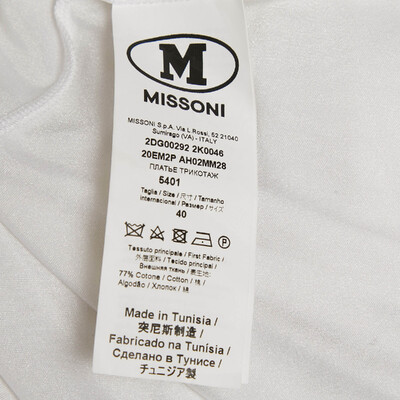 M
MISSONI
MISSONI S.p.A. Via L.Rossi, 52 21040
Sumirago (VA) - ITALY
2DG00292 2K0046
20EM2P AH02MM28
ПЛАТЬЕ ТРИКОТАЖ
5401
Taglia / Size / 尺寸 / Tamanho
internacional / Размер / サイズ
40
P
Tessuto principale / First Fabric /
外层面料 / Tecido principal /
Внешняя ткань / 表生地:
77% Cotone / Cotton / 棉 /
Algodão / Хлопок / 綿
Made in Tunisia /
突尼斯制造 /
Fabricado na Tunísia /
Сделано в Тунисе /
チュニジア製